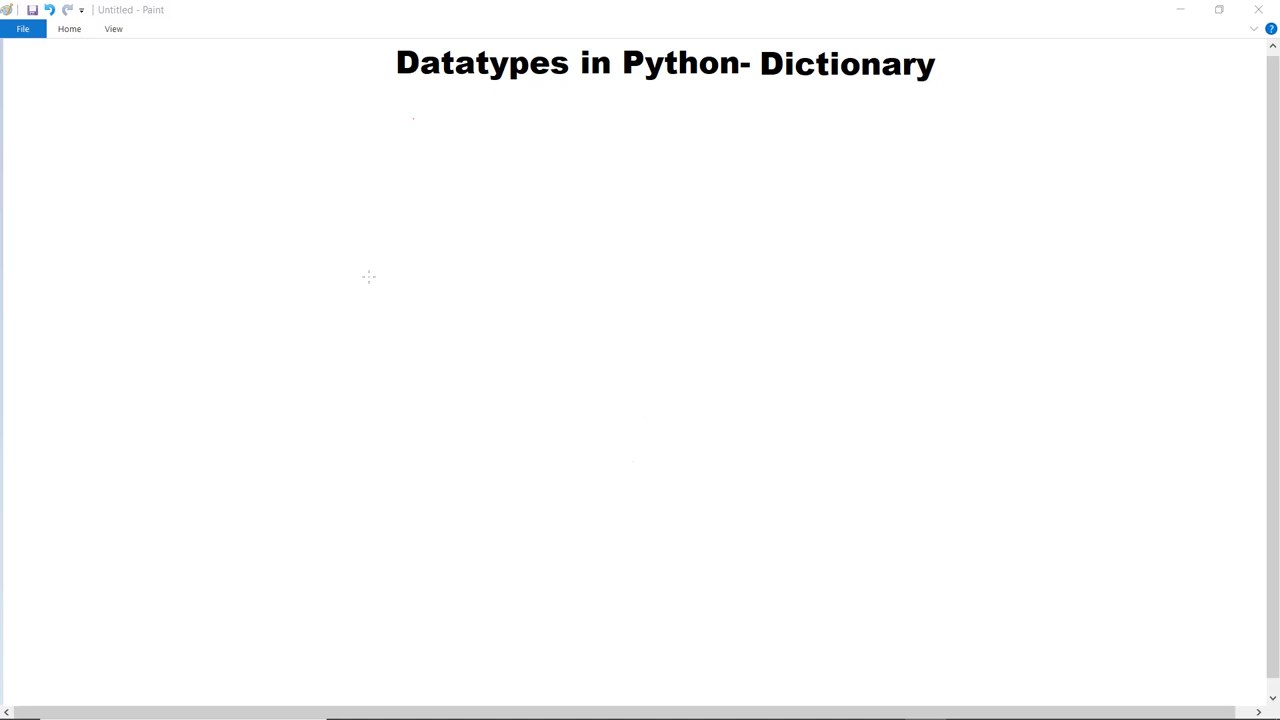 Untitled - Paint
File Home View
Datatypes in Python- Dictionary